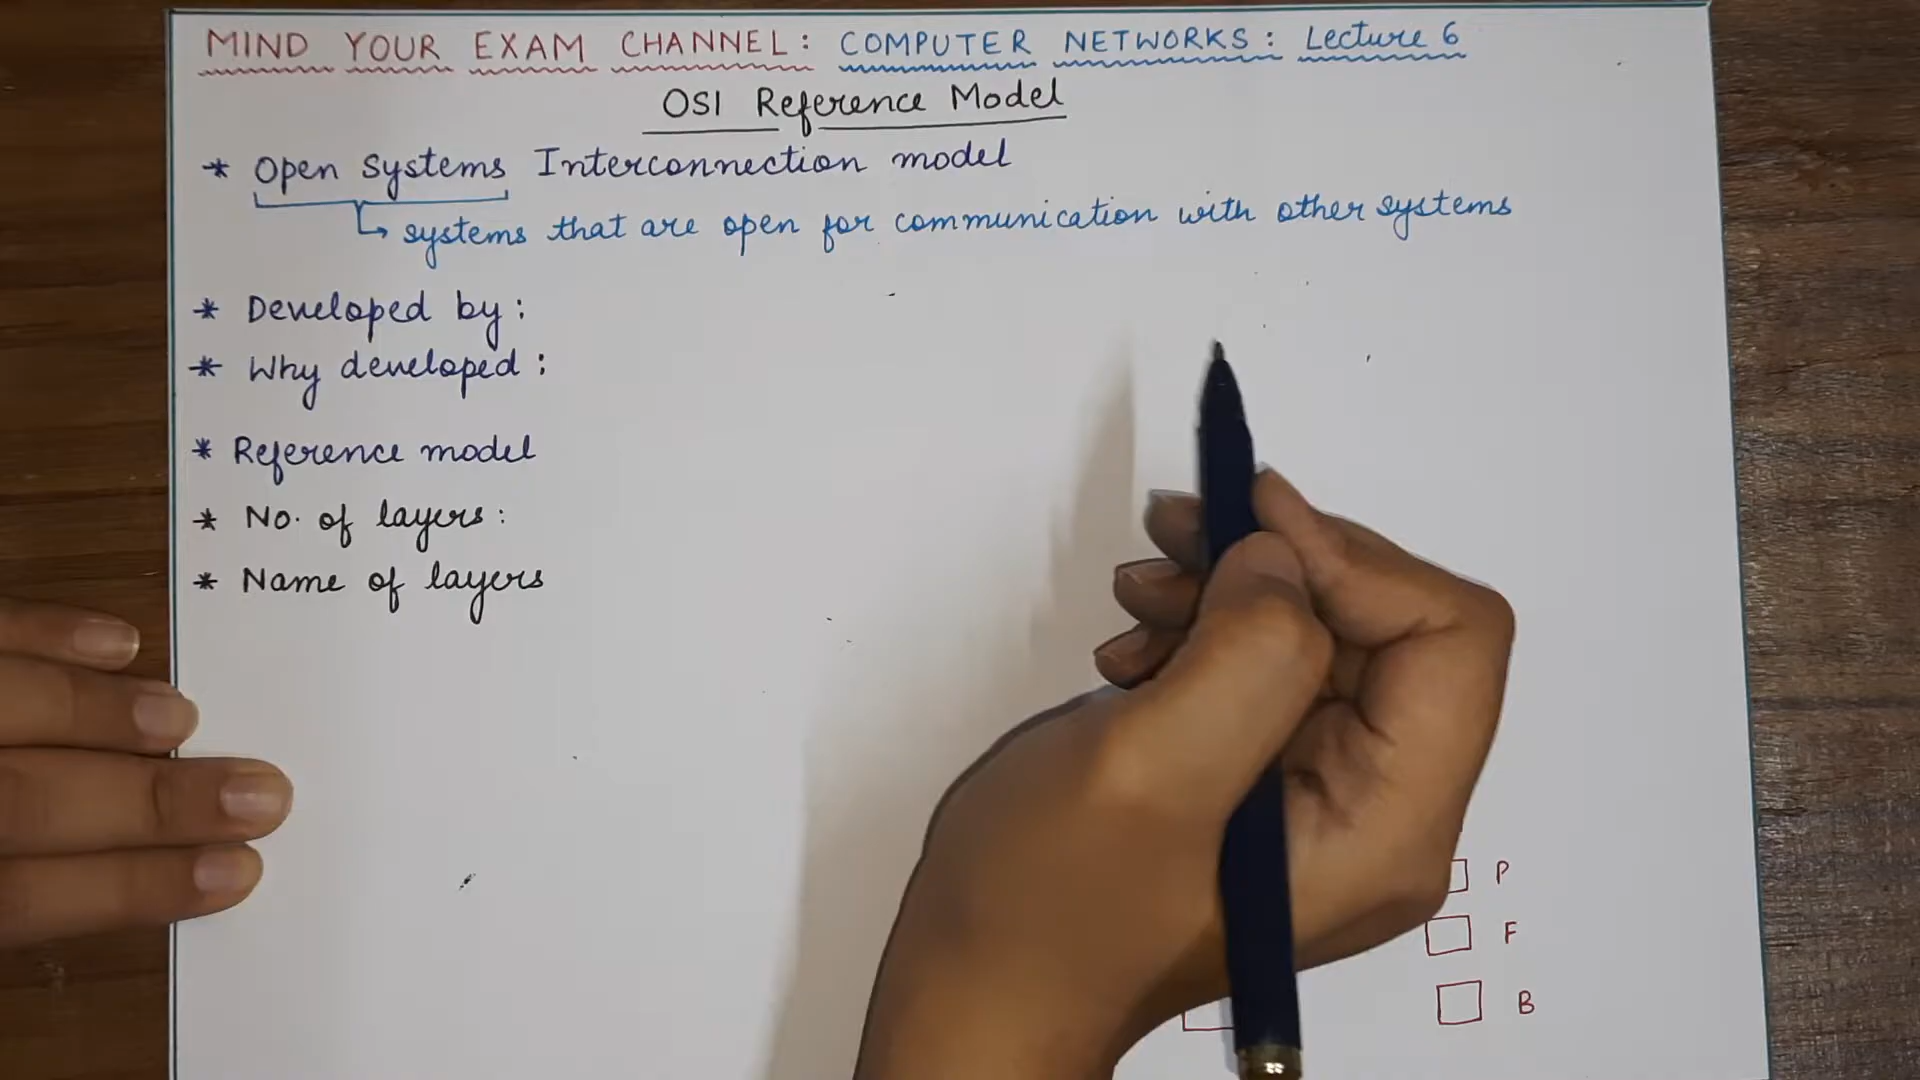 MIND YOUR EXAM CHANNEL: COMPUTER NETWORKS: Lecture 6
OSI Reference Model
* Open Systems Interconnection model
↳ systems that are open for communication with other systems
* Developed by:
* Why developed:
* Reference model
* No. of layers:
* Name of layers
P
F
B